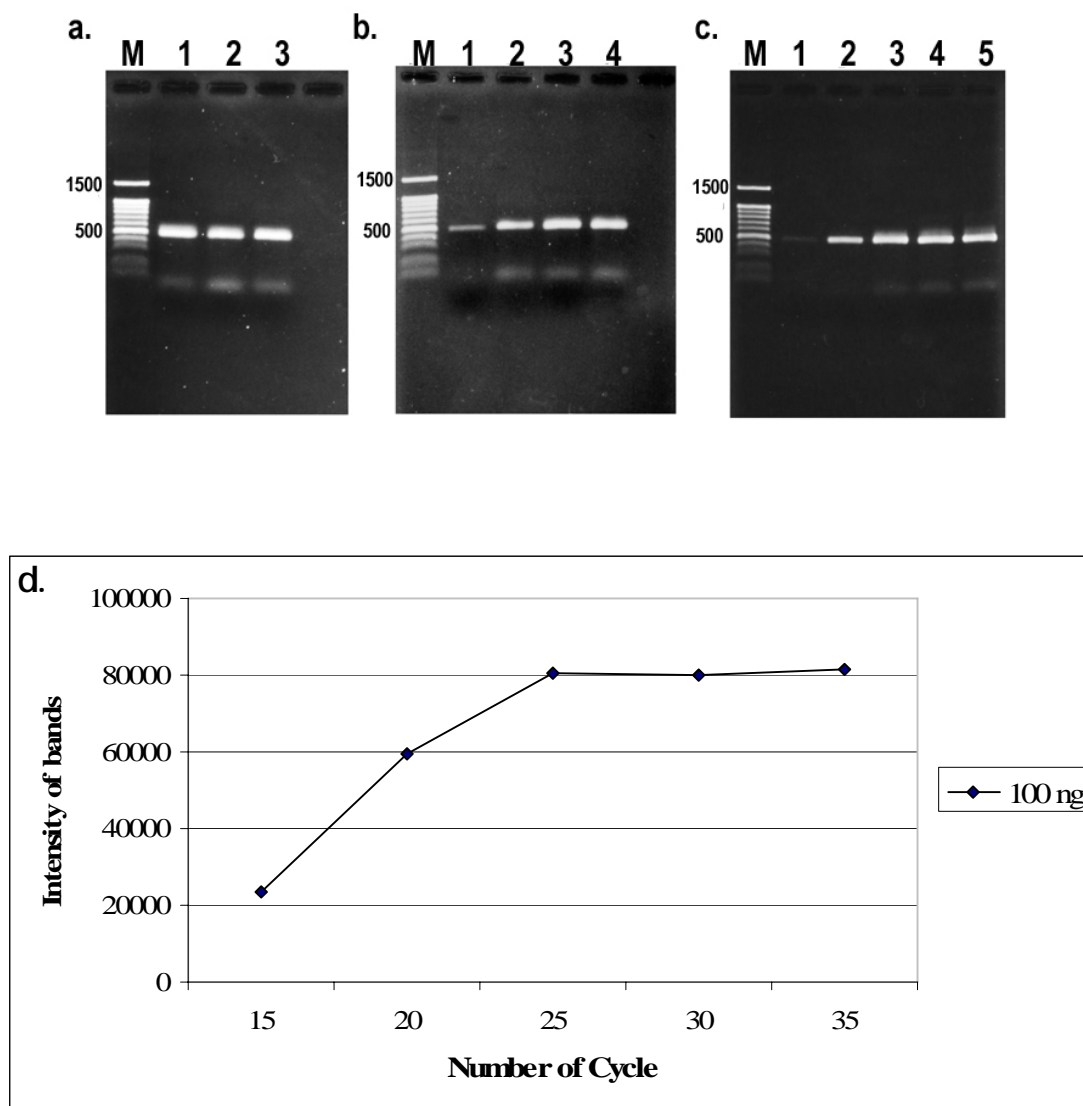 a.
M 1 2 3
1500
500
b.
M 1 2 3 4
1500
500
c.
M 1 2 3 4 5
1500
500
d.
100000
80000
60000
40000
20000
0
Intensity of bands
15 20 25 30 35
Number of Cycle
100 ng